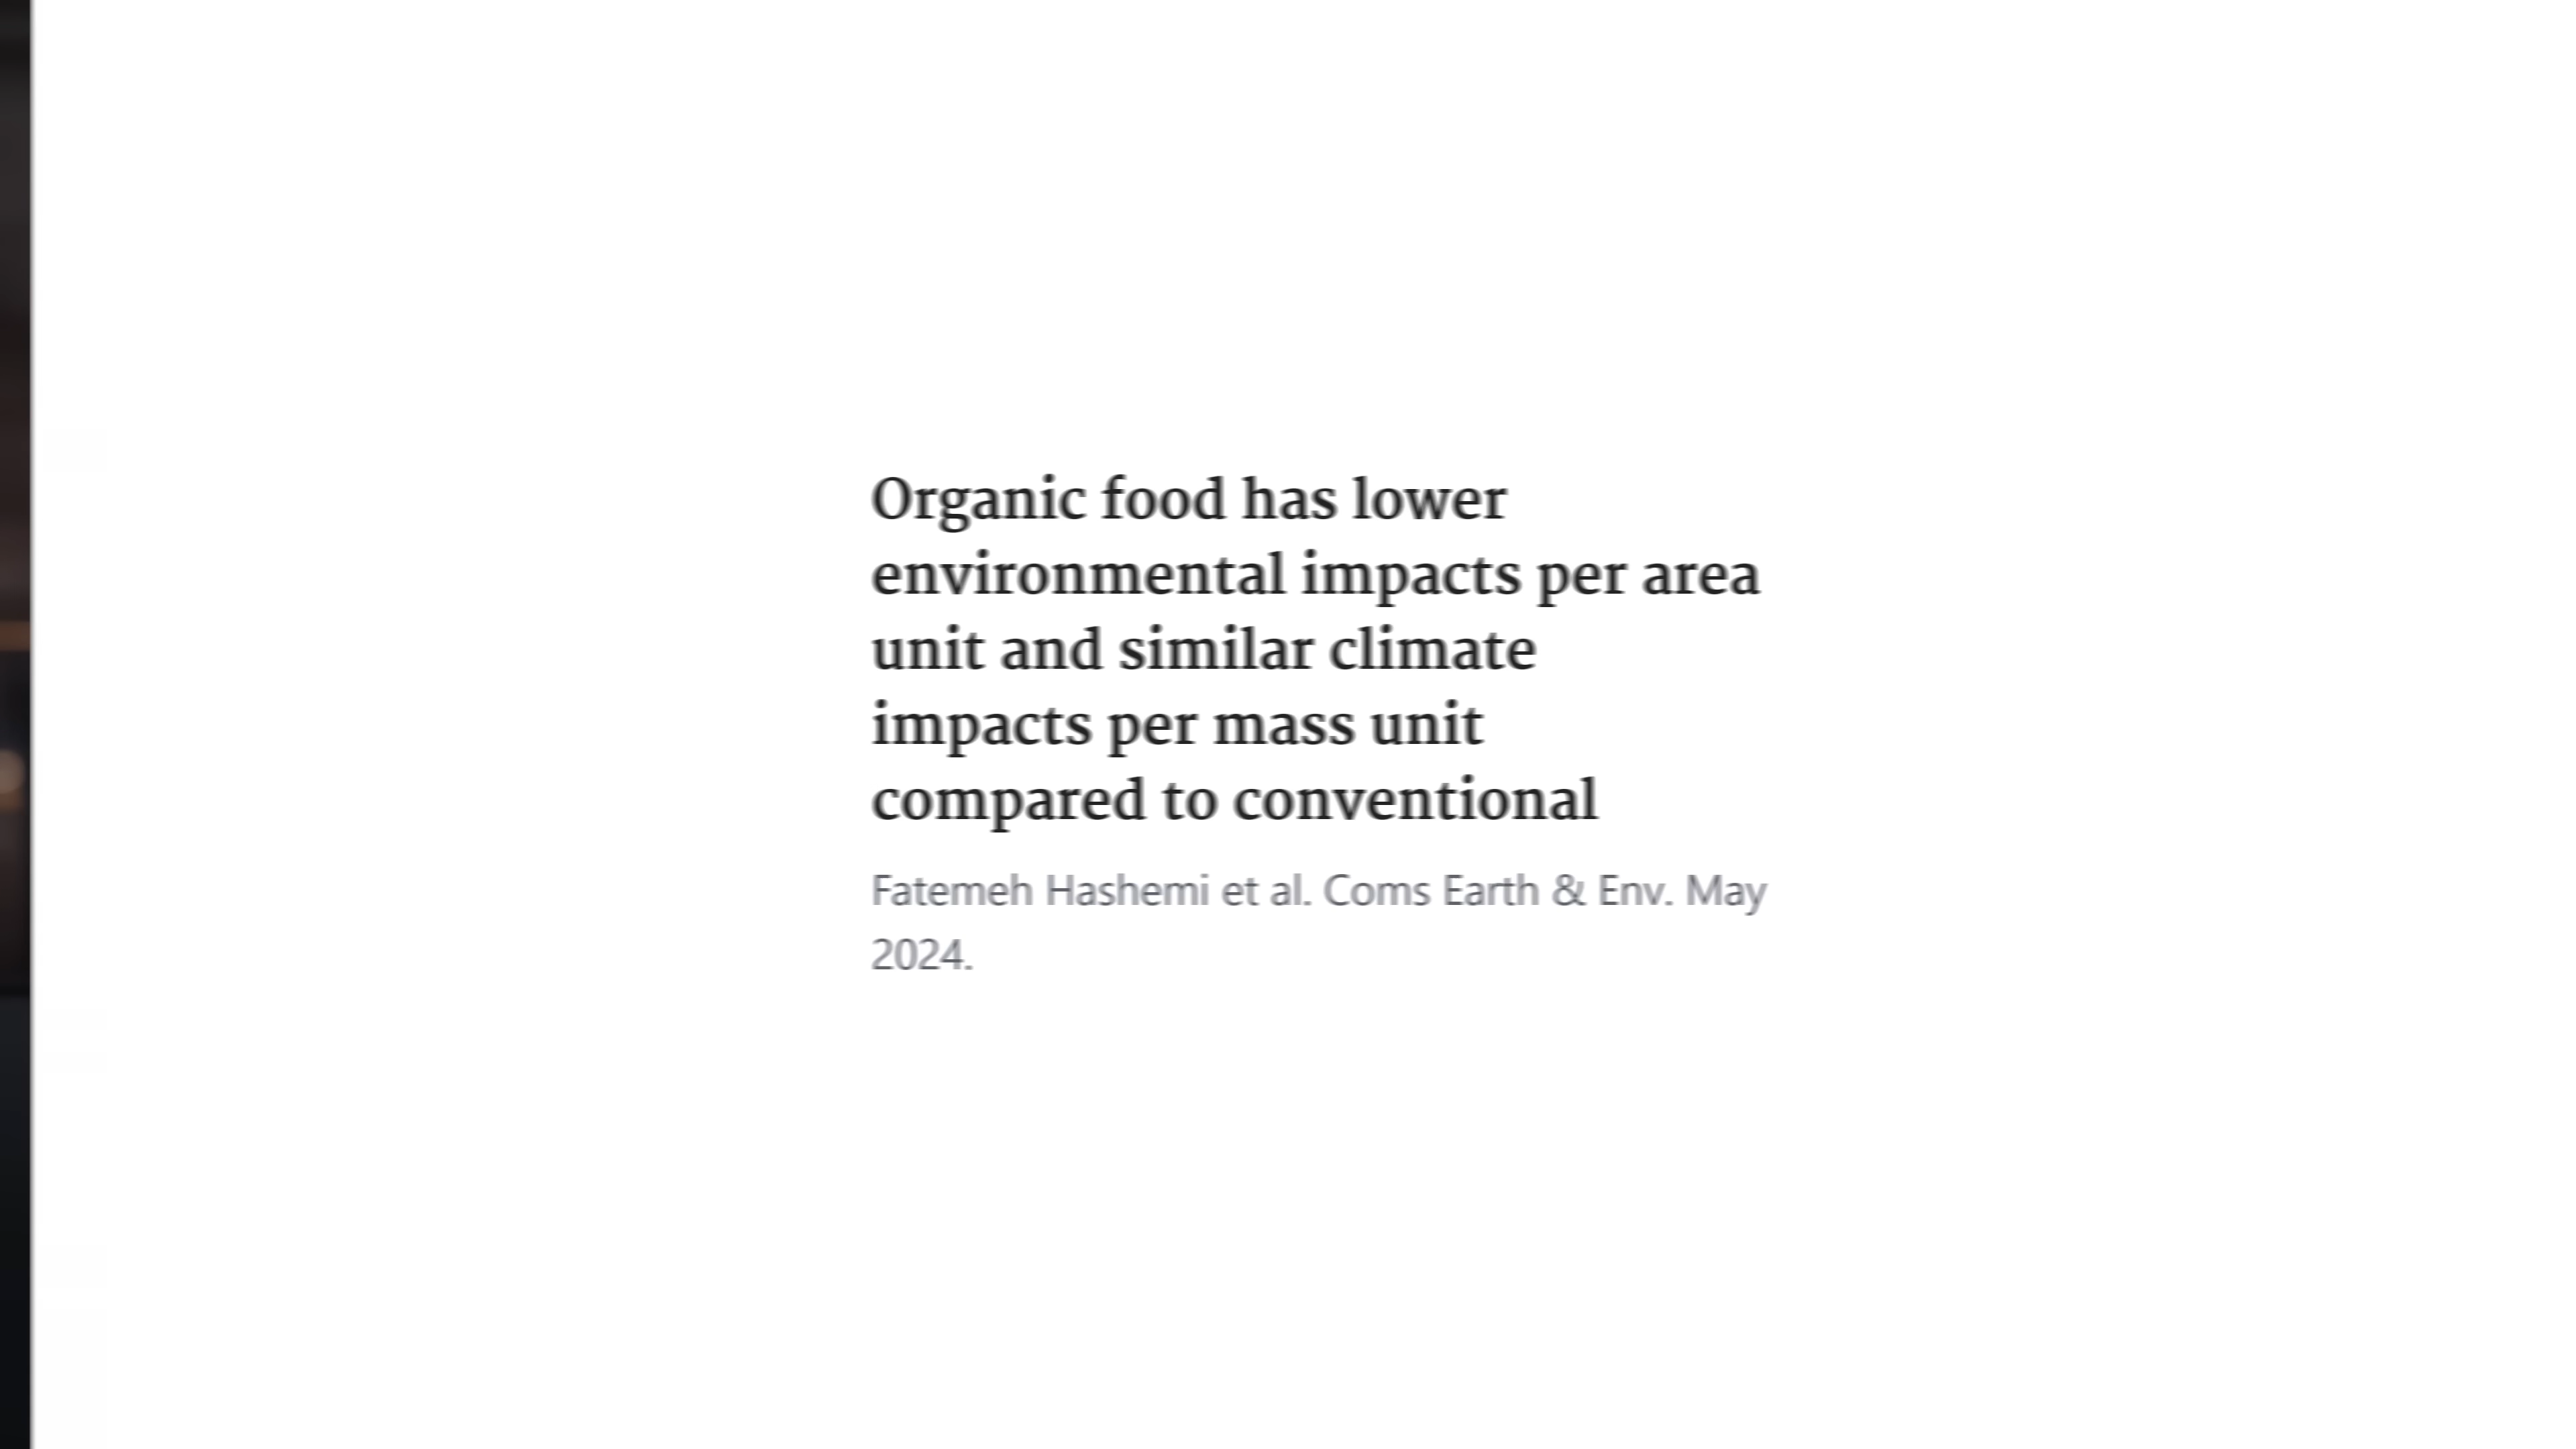 Organic food has lower
environmental impacts per area
unit and similar climate
impacts per mass unit
compared to conventional
Fatemeh Hashemi et al. Coms Earth & Env. May
2024.